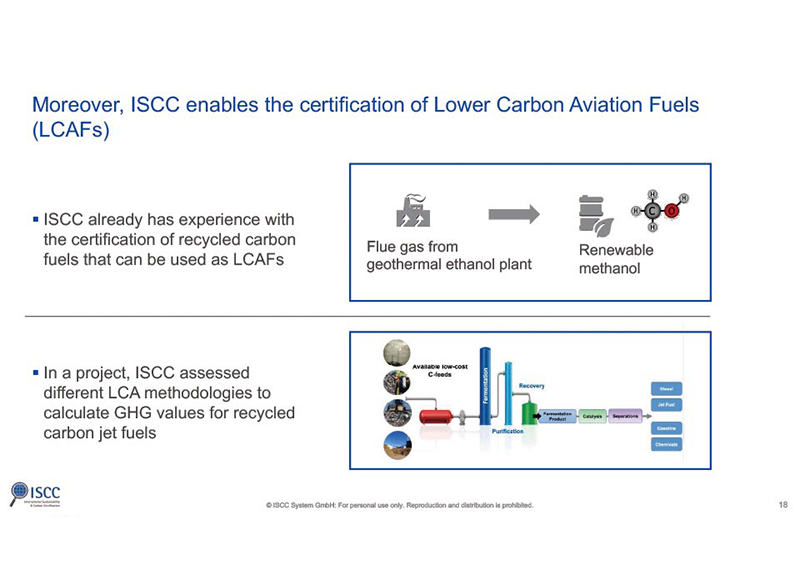 Moreover, ISCC enables the certification of Lower Carbon Aviation Fuels
(LCAFs)
▪ ISCC already has experience with
the certification of recycled carbon
fuels that can be used as LCAFs
Flue gas from
geothermal ethanol plant
H
H
H
C
O
H
Renewable
methanol
▪ In a project, ISCC assessed
different LCA methodologies to
calculate GHG values for recycled
carbon jet fuels
Available low-cost
C-feeds
Fermentation
Recovery
Purification
Fermentation
Product
Catalysis
Separations
Diesel
Jet Fuel
Gasoline
Chemicals
ISCC
International Sustainability
& Carbon Certification
© ISCC System GmbH: For personal use only. Reproduction and distribution is prohibited.
18